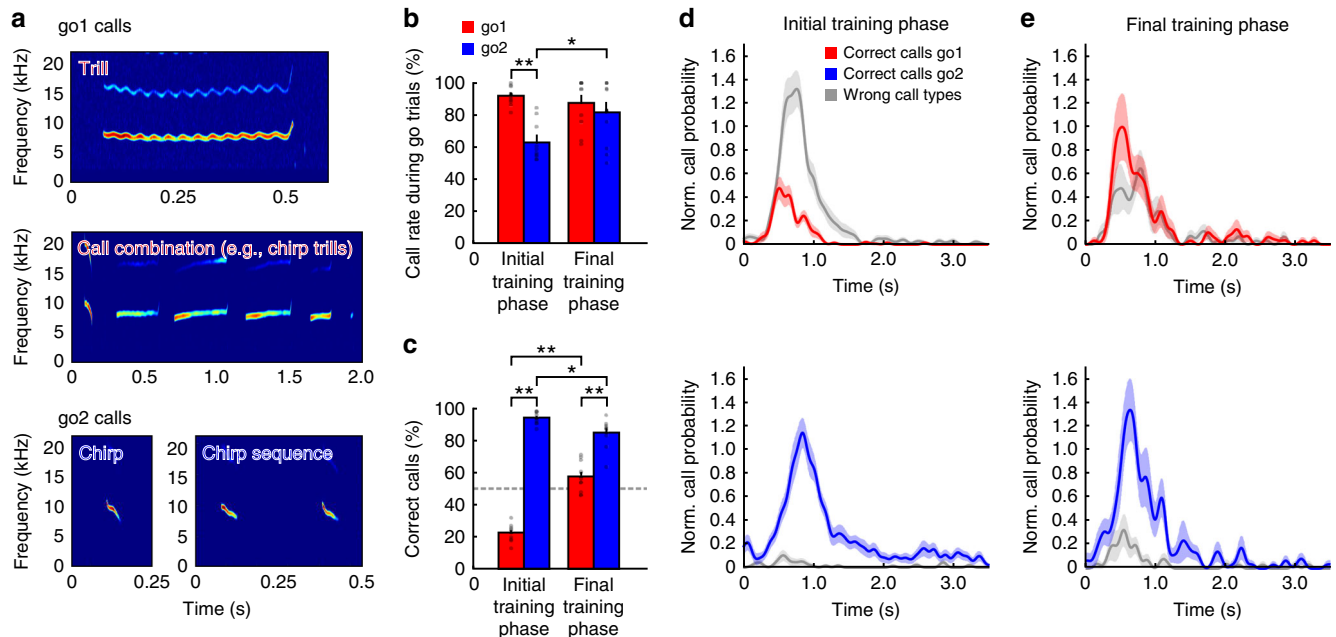 a
go1 calls
Trill
Frequency (kHz)
20
15
10
5
0
0
0.25
0.5
Call combination (e.g., chirp trills)
Frequency (kHz)
20
15
10
5
0
0
0.5
1.0
1.5
2.0
go2 calls
Chirp
Chirp sequence
Frequency (kHz)
20
15
10
5
0
0
0.25
0
0.5
Time (s)
b
go1
go2
**
*
Call rate during go trials (%)
100
80
60
40
20
0
Initial training phase
Final training phase
c
**
*
**
**
Correct calls (%)
100
80
60
40
20
0
Initial training phase
Final training phase
d
Initial training phase
Correct calls go1
Correct calls go2
Wrong call types
Norm. call probability
1.6
1.4
1.2
1.0
0.8
0.6
0.4
0.2
0
0
1.0
2.0
3.0
Time (s)
Norm. call probability
1.6
1.4
1.2
1.0
0.8
0.6
0.4
0.2
0
0
1.0
2.0
3.0
Time (s)
e
Final training phase
Norm. call probability
1.6
1.4
1.2
1.0
0.8
0.6
0.4
0.2
0
0
1.0
2.0
3.0
Time (s)
Norm. call probability
1.6
1.4
1.2
1.0
0.8
0.6
0.4
0.2
0
0
1.0
2.0
3.0
Time (s)